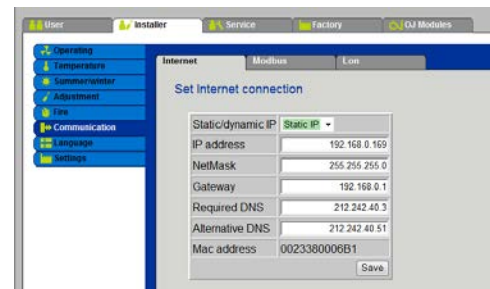 User
Installer
Service
Factory
OJ Modules
Operating
Temperature
Summer/winter
Adjustment
Fire
Communication
Language
Settings
Internet
Modbus
Lon
Set Internet connection
Static/dynamic IP Static IP
IP address 192.168.0.169
NetMask 255.255.255.0
Gateway 192.168.0.1
Required DNS 212.242.40.3
Alternative DNS 212.242.40.51
Mac address 0023380006B1
Save